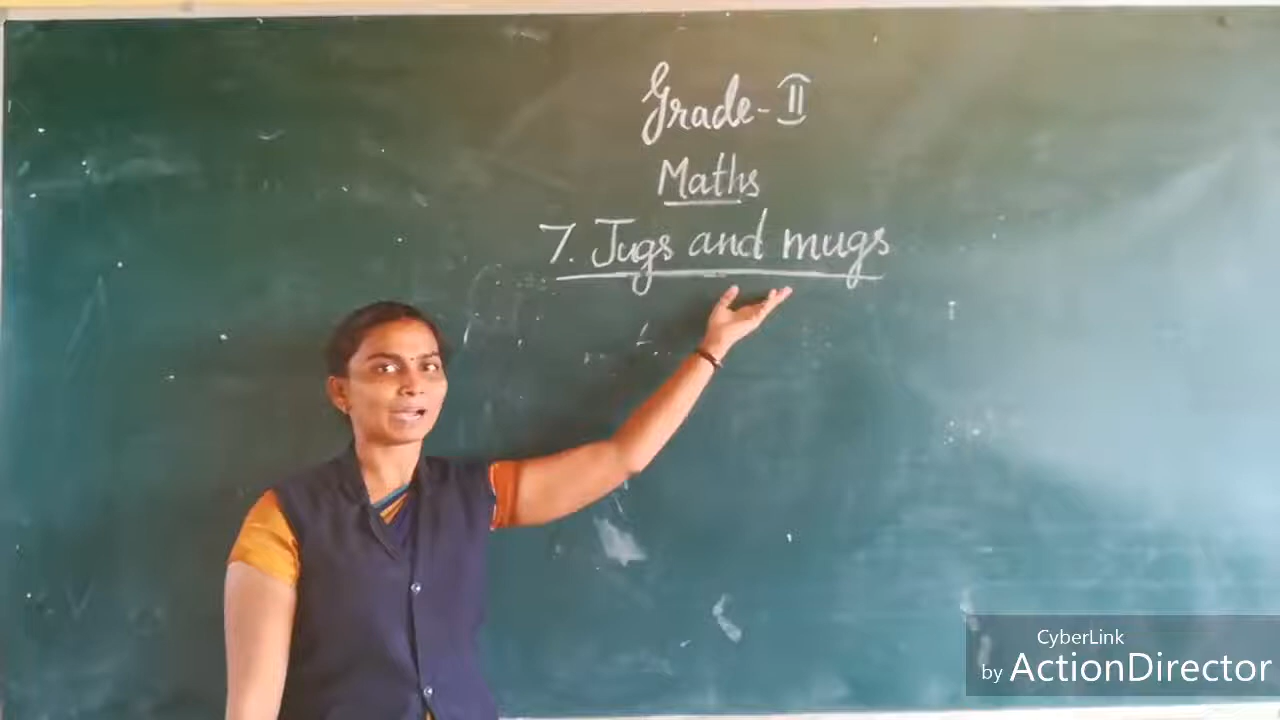 Grade-II
Maths
7. Jugs and mugs
CyberLink
by ActionDirector